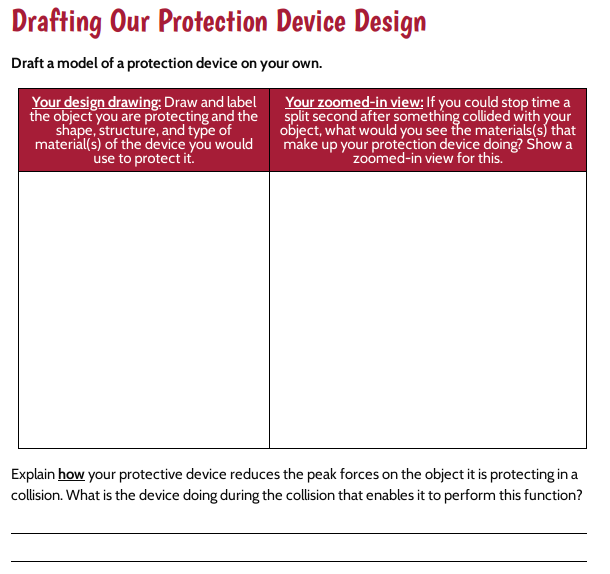 Drafting Our Protection Device Design
Draft a model of a protection device on your own.
Your design drawing: Draw and label
the object you are protecting and the
shape, structure, and type of
material(s) of the device you would
use to protect it.
Your zoomed-in view: If you could stop time a
split second after something collided with your
object, what would you see the materials(s) that
make up your protection device doing? Show a
zoomed-in view for this.
Explain how your protective device reduces the peak forces on the object it is protecting in a
collision. What is the device doing during the collision that enables it to perform this function?